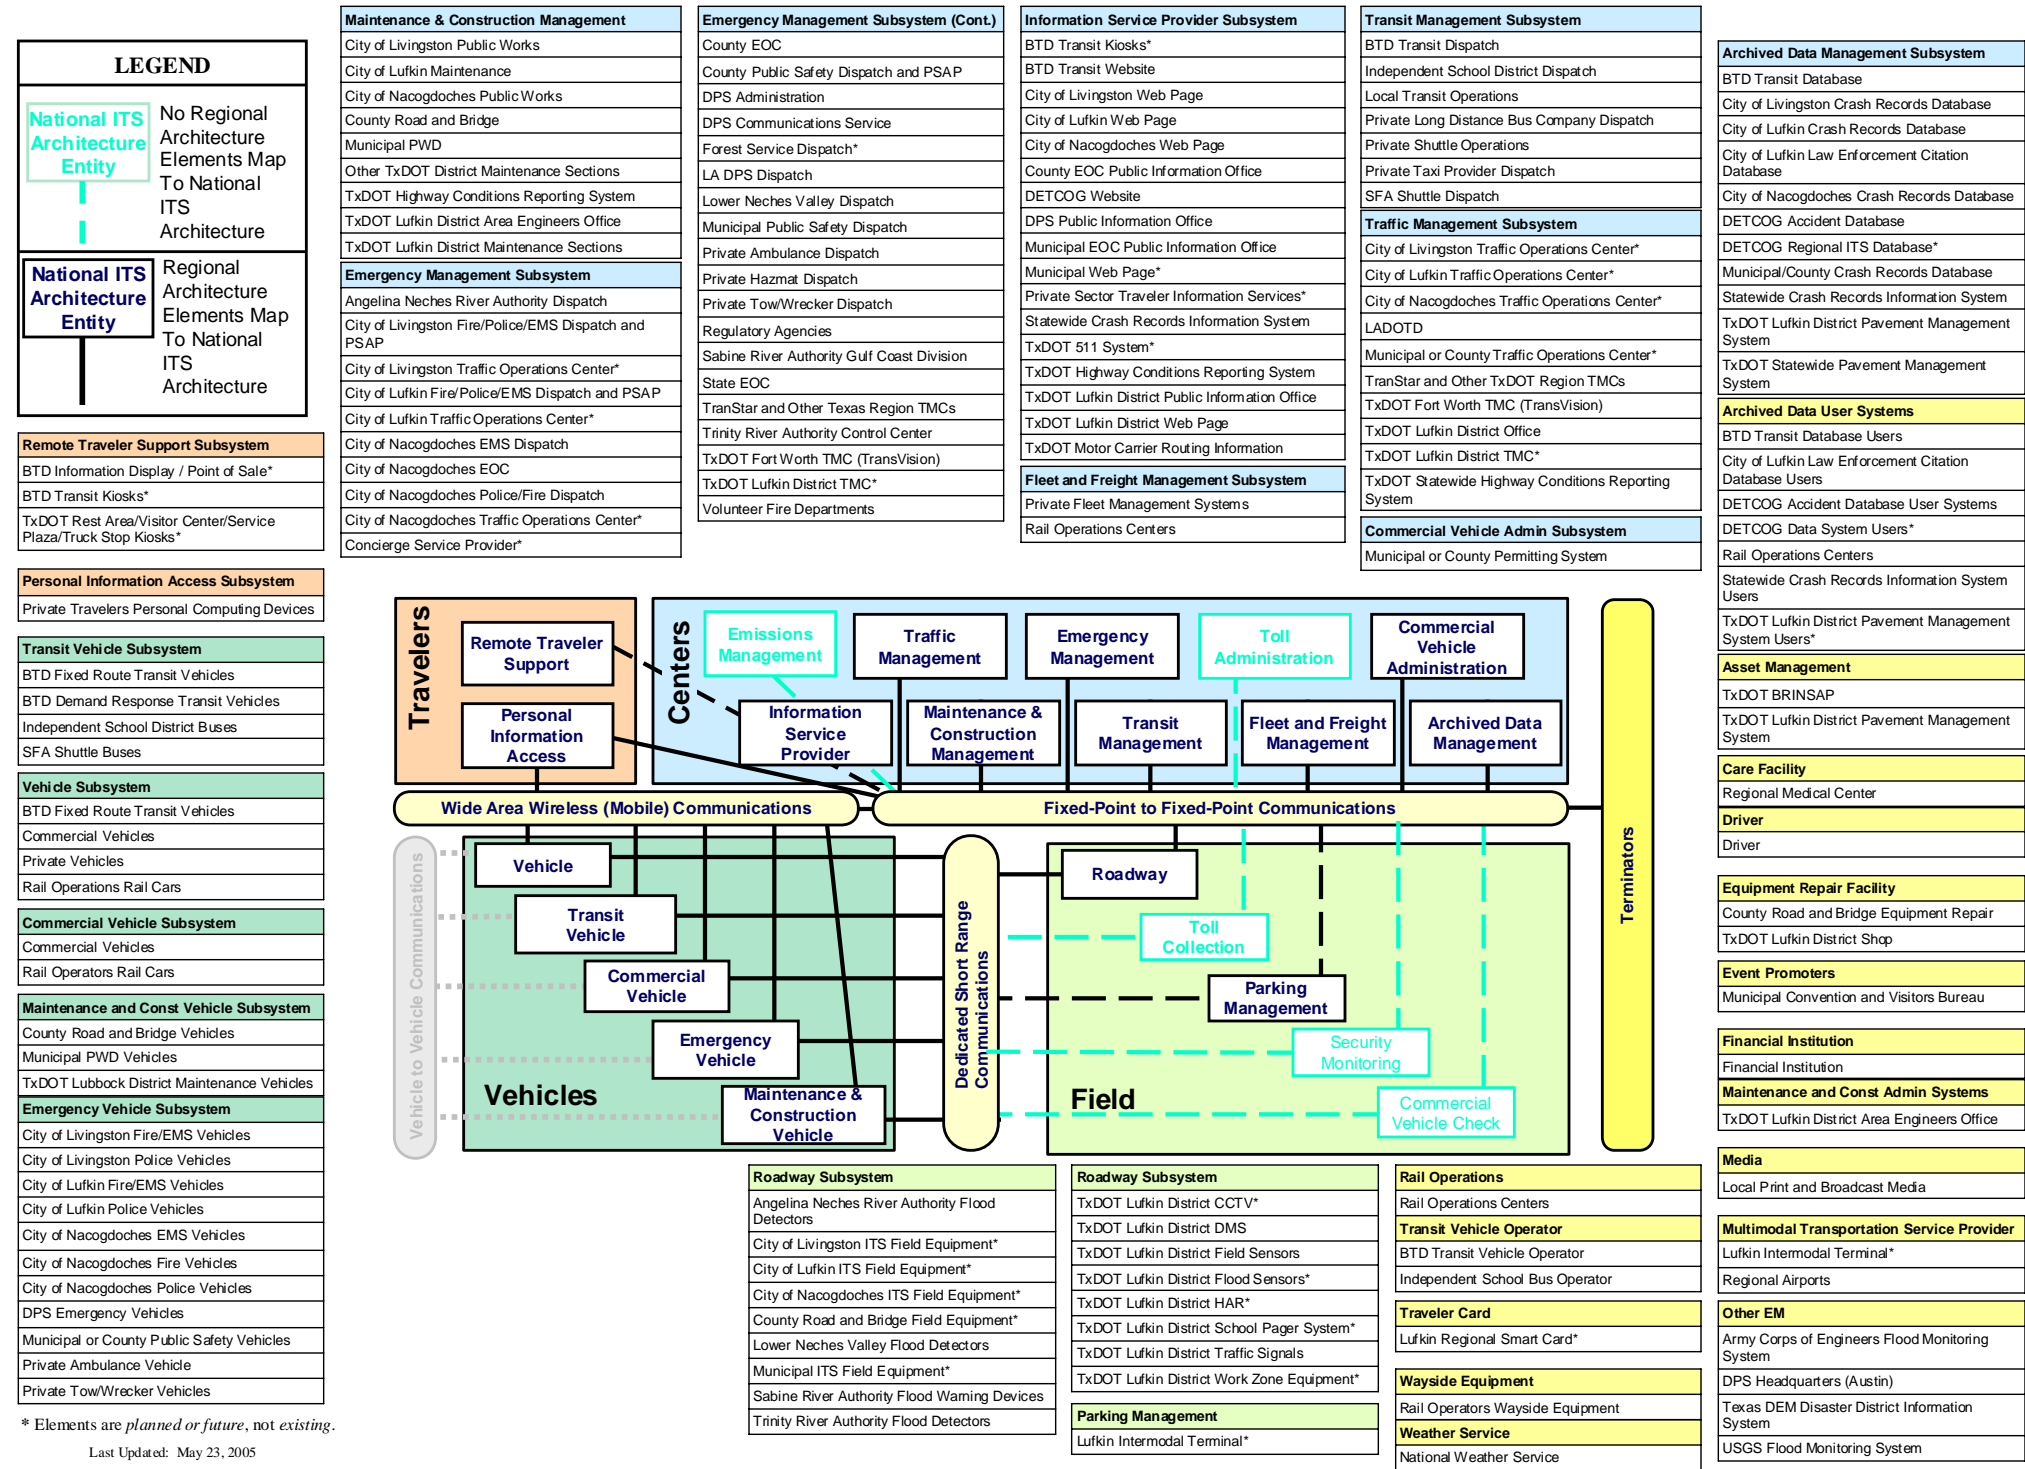 LEGEND
National ITS
Architecture
Entity
No Regional
Architecture
Elements Map
To National
ITS
Architecture
National ITS
Architecture
Entity
Regional
Architecture
Elements Map
To National
ITS
Architecture
Remote Traveler Support Subsystem
BTD Information Display / Point of Sale*
BTD Transit Kiosks*
TxDOT Rest Area/Visitor Center/Service
Plaza/Truck Stop Kiosks*
Personal Information Access Subsystem
Private Travelers Personal Computing Devices
Transit Vehicle Subsystem
BTD Fixed Route Transit Vehicles
BTD Demand Response Transit Vehicles
Independent School District Buses
SFA Shuttle Buses
Vehicle Subsystem
BTD Fixed Route Transit Vehicles
Commercial Vehicles
Private Vehicles
Rail Operations Rail Cars
Commercial Vehicle Subsystem
Commercial Vehicles
Rail Operators Rail Cars
Maintenance and Const Vehicle Subsystem
County Road and Bridge Vehicles
Municipal PWD Vehicles
TxDOT Lubbock District Maintenance Vehicles
Emergency Vehicle Subsystem
City of Livingston Fire/EMS Vehicles
City of Livingston Police Vehicles
City of Lufkin Fire/EMS Vehicles
City of Lufkin Police Vehicles
City of Nacogdoches EMS Vehicles
City of Nacogdoches Fire Vehicles
City of Nacogdoches Police Vehicles
DPS Emergency Vehicles
Municipal or County Public Safety Vehicles
Private Ambulance Vehicle
Private Tow/Wrecker Vehicles
* Elements are planned or future, not existing.
Last Updated: May 23, 2005
Maintenance & Construction Management
City of Livingston Public Works
City of Lufkin Maintenance
City of Nacogdoches Public Works
County Road and Bridge
Municipal PWD
Other TxDOT District Maintenance Sections
TxDOT Highway Conditions Reporting System
TxDOT Lufkin District Area Engineers Office
TxDOT Lufkin District Maintenance Sections
Emergency Management Subsystem
Angelina Neches River Authority Dispatch
City of Livingston Fire/Police/EMS Dispatch and
PSAP
City of Livingston Traffic Operations Center*
City of Lufkin Fire/Police/EMS Dispatch and PSAP
City of Lufkin Traffic Operations Center*
City of Nacogdoches EMS Dispatch
City of Nacogdoches EOC
City of Nacogdoches Police/Fire Dispatch
City of Nacogdoches Traffic Operations Center*
Concierge Service Provider*
Emergency Management Subsystem (Cont.)
County EOC
County Public Safety Dispatch and PSAP
DPS Administration
DPS Communications Service
Forest Service Dispatch*
LA DPS Dispatch
Lower Neches Valley Dispatch
Municipal Public Safety Dispatch
Private Ambulance Dispatch
Private Hazmat Dispatch
Private Tow/Wrecker Dispatch
Regulatory Agencies
Sabine River Authority Gulf Coast Division
State EOC
TranStar and Other Texas Region TMCs
Trinity River Authority Control Center
TxDOT Fort Worth TMC (TransVision)
TxDOT Lufkin District TMC*
Volunteer Fire Departments
Information Service Provider Subsystem
BTD Transit Kiosks*
BTD Transit Website
City of Livingston Web Page
City of Lufkin Web Page
City of Nacogdoches Web Page
County EOC Public Information Office
DETCOG Website
DPS Public Information Office
Municipal EOC Public Information Office
Municipal Web Page*
Private Sector Traveler Information Services*
Statewide Crash Records Information System
TxDOT 511 System*
TxDOT Highway Conditions Reporting System
TxDOT Lufkin District Public Information Office
TxDOT Lufkin District Web Page
TxDOT Motor Carrier Routing Information
Fleet and Freight Management Subsystem
Private Fleet Management Systems
Rail Operations Centers
Transit Management Subsystem
BTD Transit Dispatch
Independent School District Dispatch
Local Transit Operations
Private Long Distance Bus Company Dispatch
Private Shuttle Operations
Private Taxi Provider Dispatch
SFA Shuttle Dispatch
Traffic Management Subsystem
City of Livingston Traffic Operations Center*
City of Lufkin Traffic Operations Center*
City of Nacogdoches Traffic Operations Center*
LADOTD
Municipal or County Traffic Operations Center*
TranStar and Other TxDOT Region TMCs
TxDOT Fort Worth TMC (TransVision)
TxDOT Lufkin District Office
TxDOT Lufkin District TMC*
TxDOT Statewide Highway Conditions Reporting
System
Commercial Vehicle Admin Subsystem
Municipal or County Permitting System
Archived Data Management Subsystem
BTD Transit Database
City of Livingston Crash Records Database
City of Lufkin Crash Records Database
City of Lufkin Law Enforcement Citation
Database
City of Nacogdoches Crash Records Database
DETCOG Accident Database
DETCOG Regional ITS Database*
Municipal/County Crash Records Database
Statewide Crash Records Information System
TxDOT Lufkin District Pavement Management
System
TxDOT Statewide Pavement Management
System
Archived Data User Systems
BTD Transit Database Users
City of Lufkin Law Enforcement Citation
Database Users
DETCOG Accident Database User Systems
DETCOG Data System Users*
Rail Operations Centers
Statewide Crash Records Information System
Users
TxDOT Lufkin District Pavement Management
System Users*
Asset Management
TxDOT BRINSAP
TxDOT Lufkin District Pavement Management
System
Care Facility
Regional Medical Center
Driver
Driver
Equipment Repair Facility
County Road and Bridge Equipment Repair
TxDOT Lufkin District Shop
Event Promoters
Municipal Convention and Visitors Bureau
Financial Institution
Financial Institution
Maintenance and Const Admin Systems
TxDOT Lufkin District Area Engineers Office
Media
Local Print and Broadcast Media
Multimodal Transportation Service Provider
Lufkin Intermodal Terminal*
Regional Airports
Other EM
Army Corps of Engineers Flood Monitoring
System
DPS Headquarters (Austin)
Texas DEM Disaster District Information
System
USGS Flood Monitoring System
Travelers
Remote Traveler
Support
Personal
Information
Access
Centers
Emissions
Management
Traffic
Management
Emergency
Management
Toll
Administration
Commercial
Vehicle
Administration
Information
Service
Provider
Maintenance &
Construction
Management
Transit
Management
Fleet and Freight
Management
Archived Data
Management
Wide Area Wireless (Mobile) Communications
Fixed-Point to Fixed-Point Communications
Terminators
Vehicle to Vehicle Communications
Vehicle
Transit
Vehicle
Commercial
Vehicle
Emergency
Vehicle
Maintenance &
Construction
Vehicle
Vehicles
Dedicated Short Range
Communications
Roadway
Toll
Collection
Parking
Management
Security
Monitoring
Commercial
Vehicle Check
Field
Roadway Subsystem
Angelina Neches River Authority Flood
Detectors
City of Livingston ITS Field Equipment*
City of Lufkin ITS Field Equipment*
City of Nacogdoches ITS Field Equipment*
County Road and Bridge Field Equipment*
Lower Neches Valley Flood Detectors
Municipal ITS Field Equipment*
Sabine River Authority Flood Warning Devices
Trinity River Authority Flood Detectors
Roadway Subsystem
TxDOT Lufkin District CCTV*
TxDOT Lufkin District DMS
TxDOT Lufkin District Field Sensors
TxDOT Lufkin District Flood Sensors*
TxDOT Lufkin District HAR*
TxDOT Lufkin District School Pager System*
TxDOT Lufkin District Traffic Signals
TxDOT Lufkin District Work Zone Equipment*
Parking Management
Lufkin Intermodal Terminal*
Rail Operations
Rail Operations Centers
Transit Vehicle Operator
BTD Transit Vehicle Operator
Independent School Bus Operator
Traveler Card
Lufkin Regional Smart Card*
Wayside Equipment
Rail Operators Wayside Equipment
Weather Service
National Weather Service